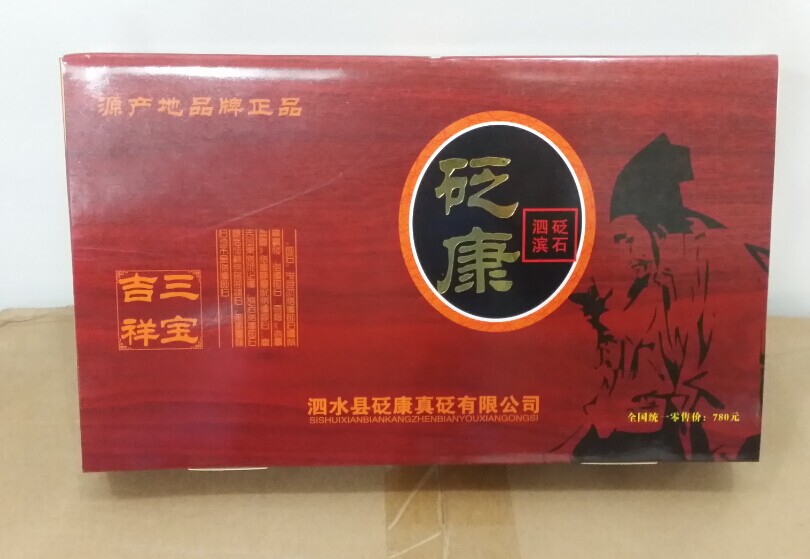 源产地品牌正品
砭康
砭石
泗滨
三宝
吉祥
泗水县砭康真砭有限公司
SISHUIXIANBIANKANGZHENBIANYOUXIANGONGSI
全国统一零售价：780元